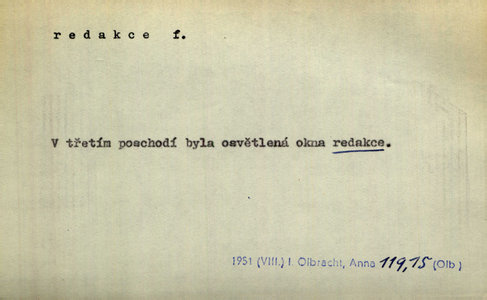 redakce f.
V třetím poschodí byla osvětlená okna redakce.
1951 (VIII.) I. Olbracht, Anna 119,15 (Olb)